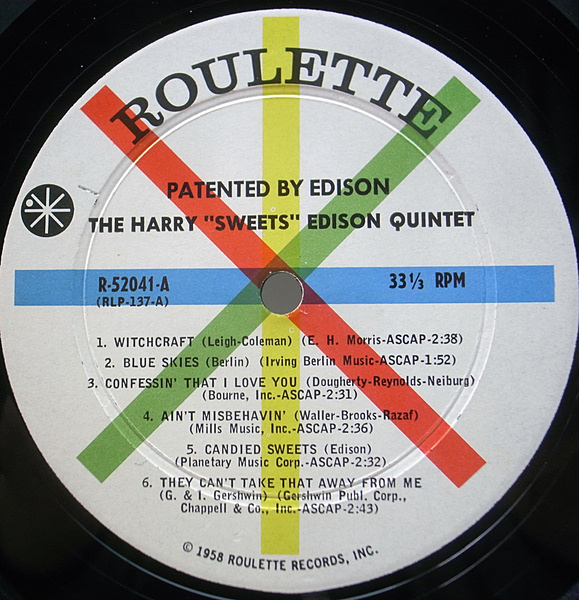 ROULETTE
PATENTED BY EDISON
THE HARRY "SWEETS" EDISON QUINTET
R-52041-A
(RLP-137-A)
33⅓ RPM
1. WITCHCRAFT (Leigh-Coleman) (E. H. Morris-ASCAP-2:38)
2. BLUE SKIES (Berlin) (Irving Berlin Music-ASCAP-1:52)
3. CONFESSIN' THAT I LOVE YOU (Dougherty-Reynolds-Neiburg)
(Bourne, Inc.-ASCAP-2:31)
4. AIN'T MISBEHAVIN' (Waller-Brooks-Razaf)
(Mills Music, Inc.-ASCAP-2:36)
5. CANDIED SWEETS (Edison)
(Planetary Music Corp.-ASCAP-2:32)
6. THEY CAN'T TAKE THAT AWAY FROM ME
(G. & I. Gershwin) (Gershwin Publ. Corp.,
Chappell & Co., Inc.-ASCAP-2:43)
© 1958 ROULETTE RECORDS, INC.